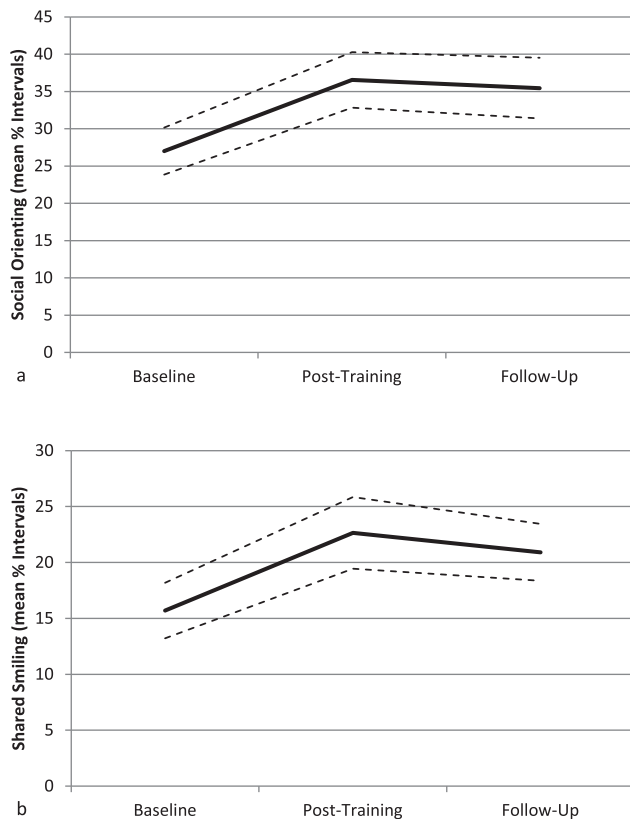 Social Orienting (mean % Intervals)
45
40
35
30
25
20
15
10
5
0
Baseline Post-Training Follow-Up
a
Shared Smiling (mean % Intervals)
30
25
20
15
10
5
0
Baseline Post-Training Follow-Up
b